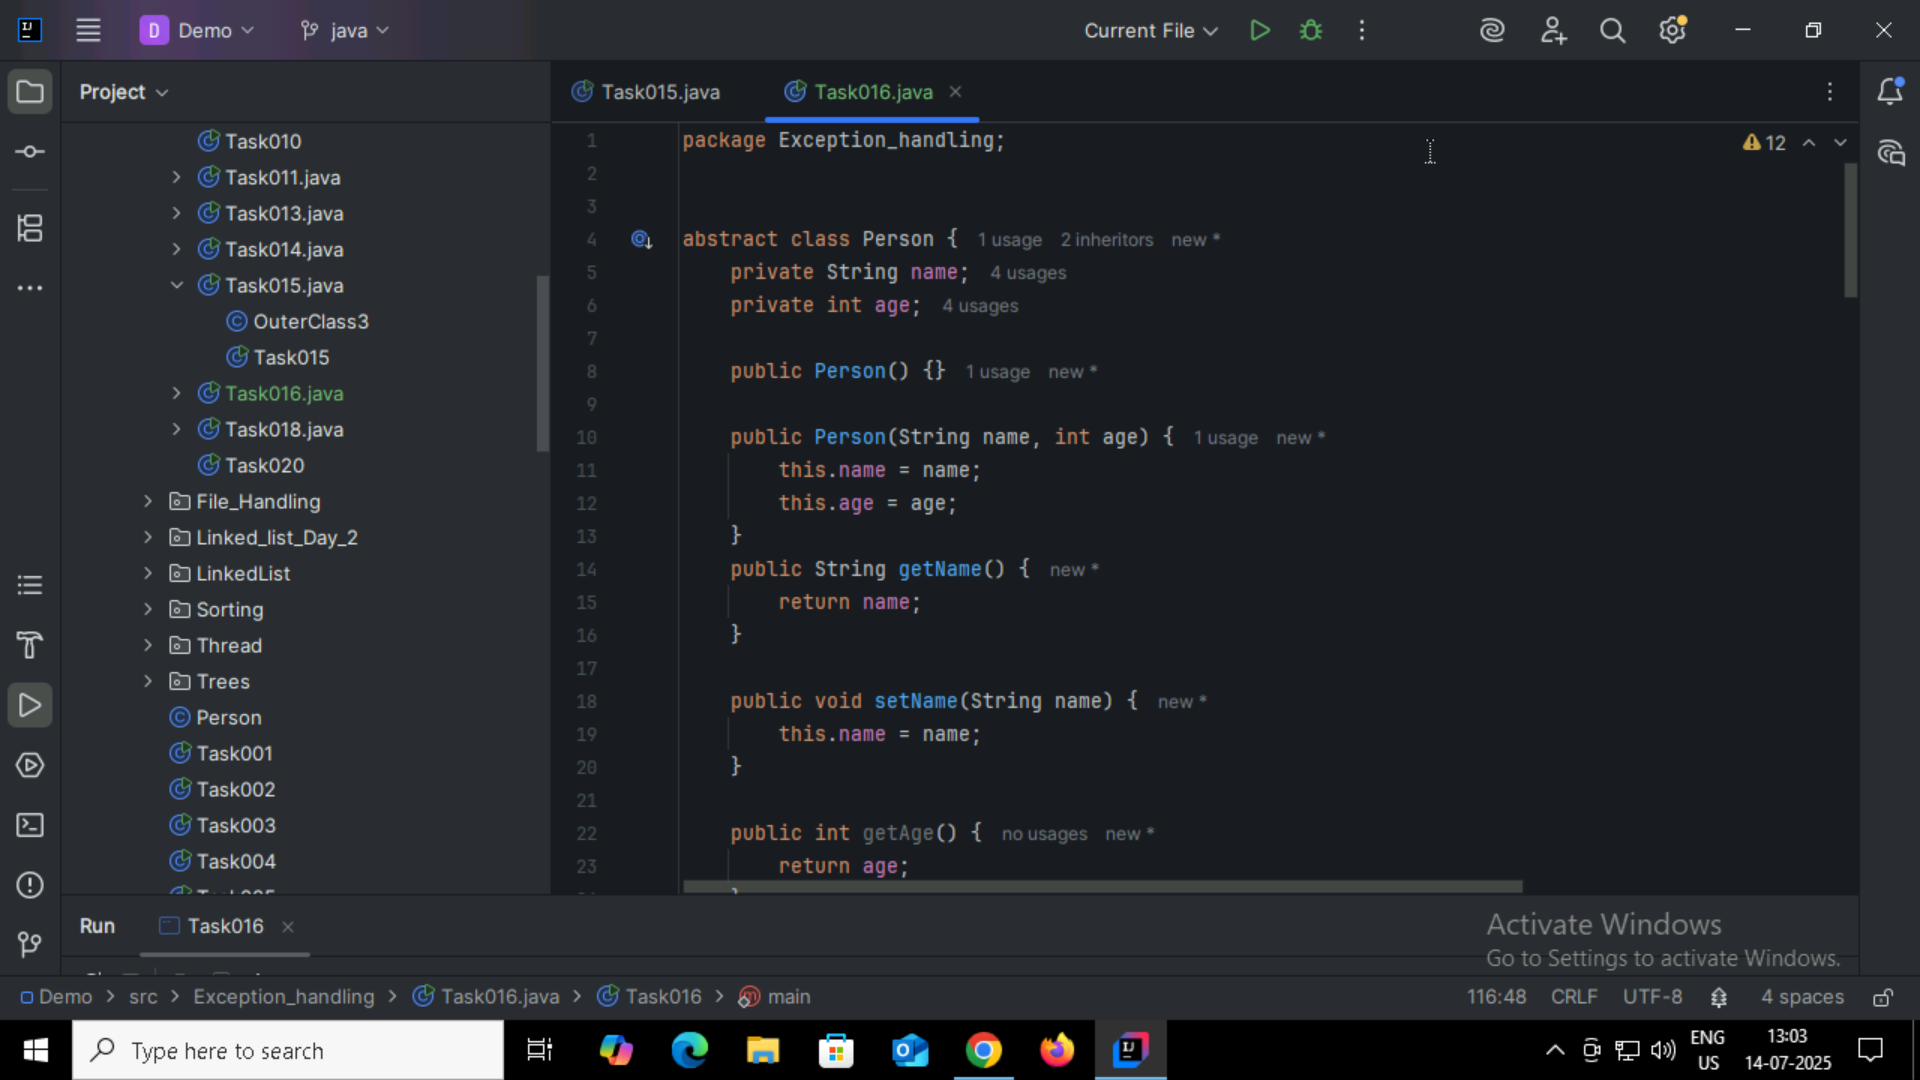 D Demo java Current File
Project
Task015.java Task016.java
Task010
Task011.java
Task013.java
Task014.java
Task015.java
OuterClass3
Task015
Task016.java
Task018.java
Task020
File_Handling
Linked_list_Day_2
LinkedList
Sorting
Thread
Trees
Person
Task001
Task002
Task003
Task004
12
1 package Exception_handling;
2
3
4 abstract class Person { 1 usage 2 inheritors new *
5 private String name; 4 usages
6 private int age; 4 usages
7
8 public Person() {} 1 usage new *
9
10 public Person(String name, int age) { 1 usage new *
11 this.name = name;
12 this.age = age;
13 }
14 public String getName() { new *
15 return name;
16 }
17
18 public void setName(String name) { new *
19 this.name = name;
20 }
21
22 public int getAge() { no usages new *
23 return age;
Run Task016
Activate Windows
Go to Settings to activate Windows.
Demo > src > Exception_handling > Task016.java > Task016 > main 116:48 CRLF UTF-8 4 spaces
Type here to search
ENG
US
13:03
14-07-2025